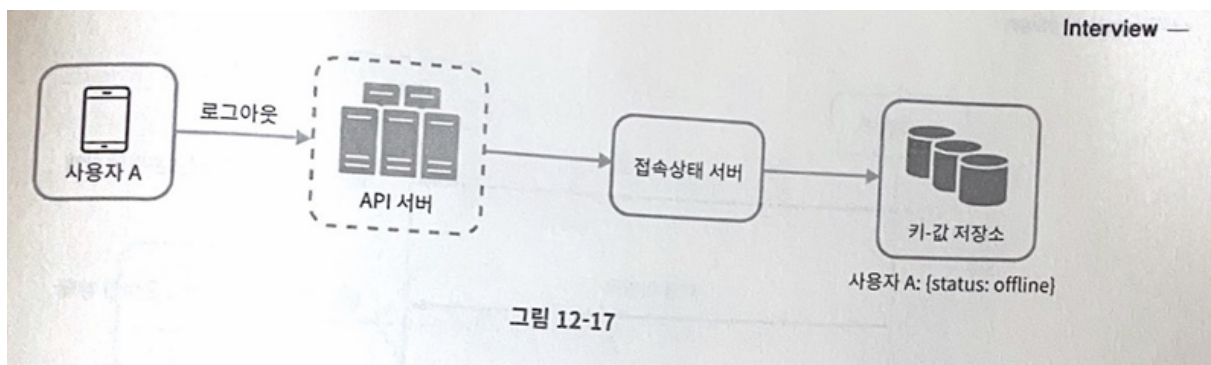 Interview
로그아웃
사용자 A
API 서버
접속상태 서버
키-값 저장소
사용자 A: {status: offline}
그림 12-17